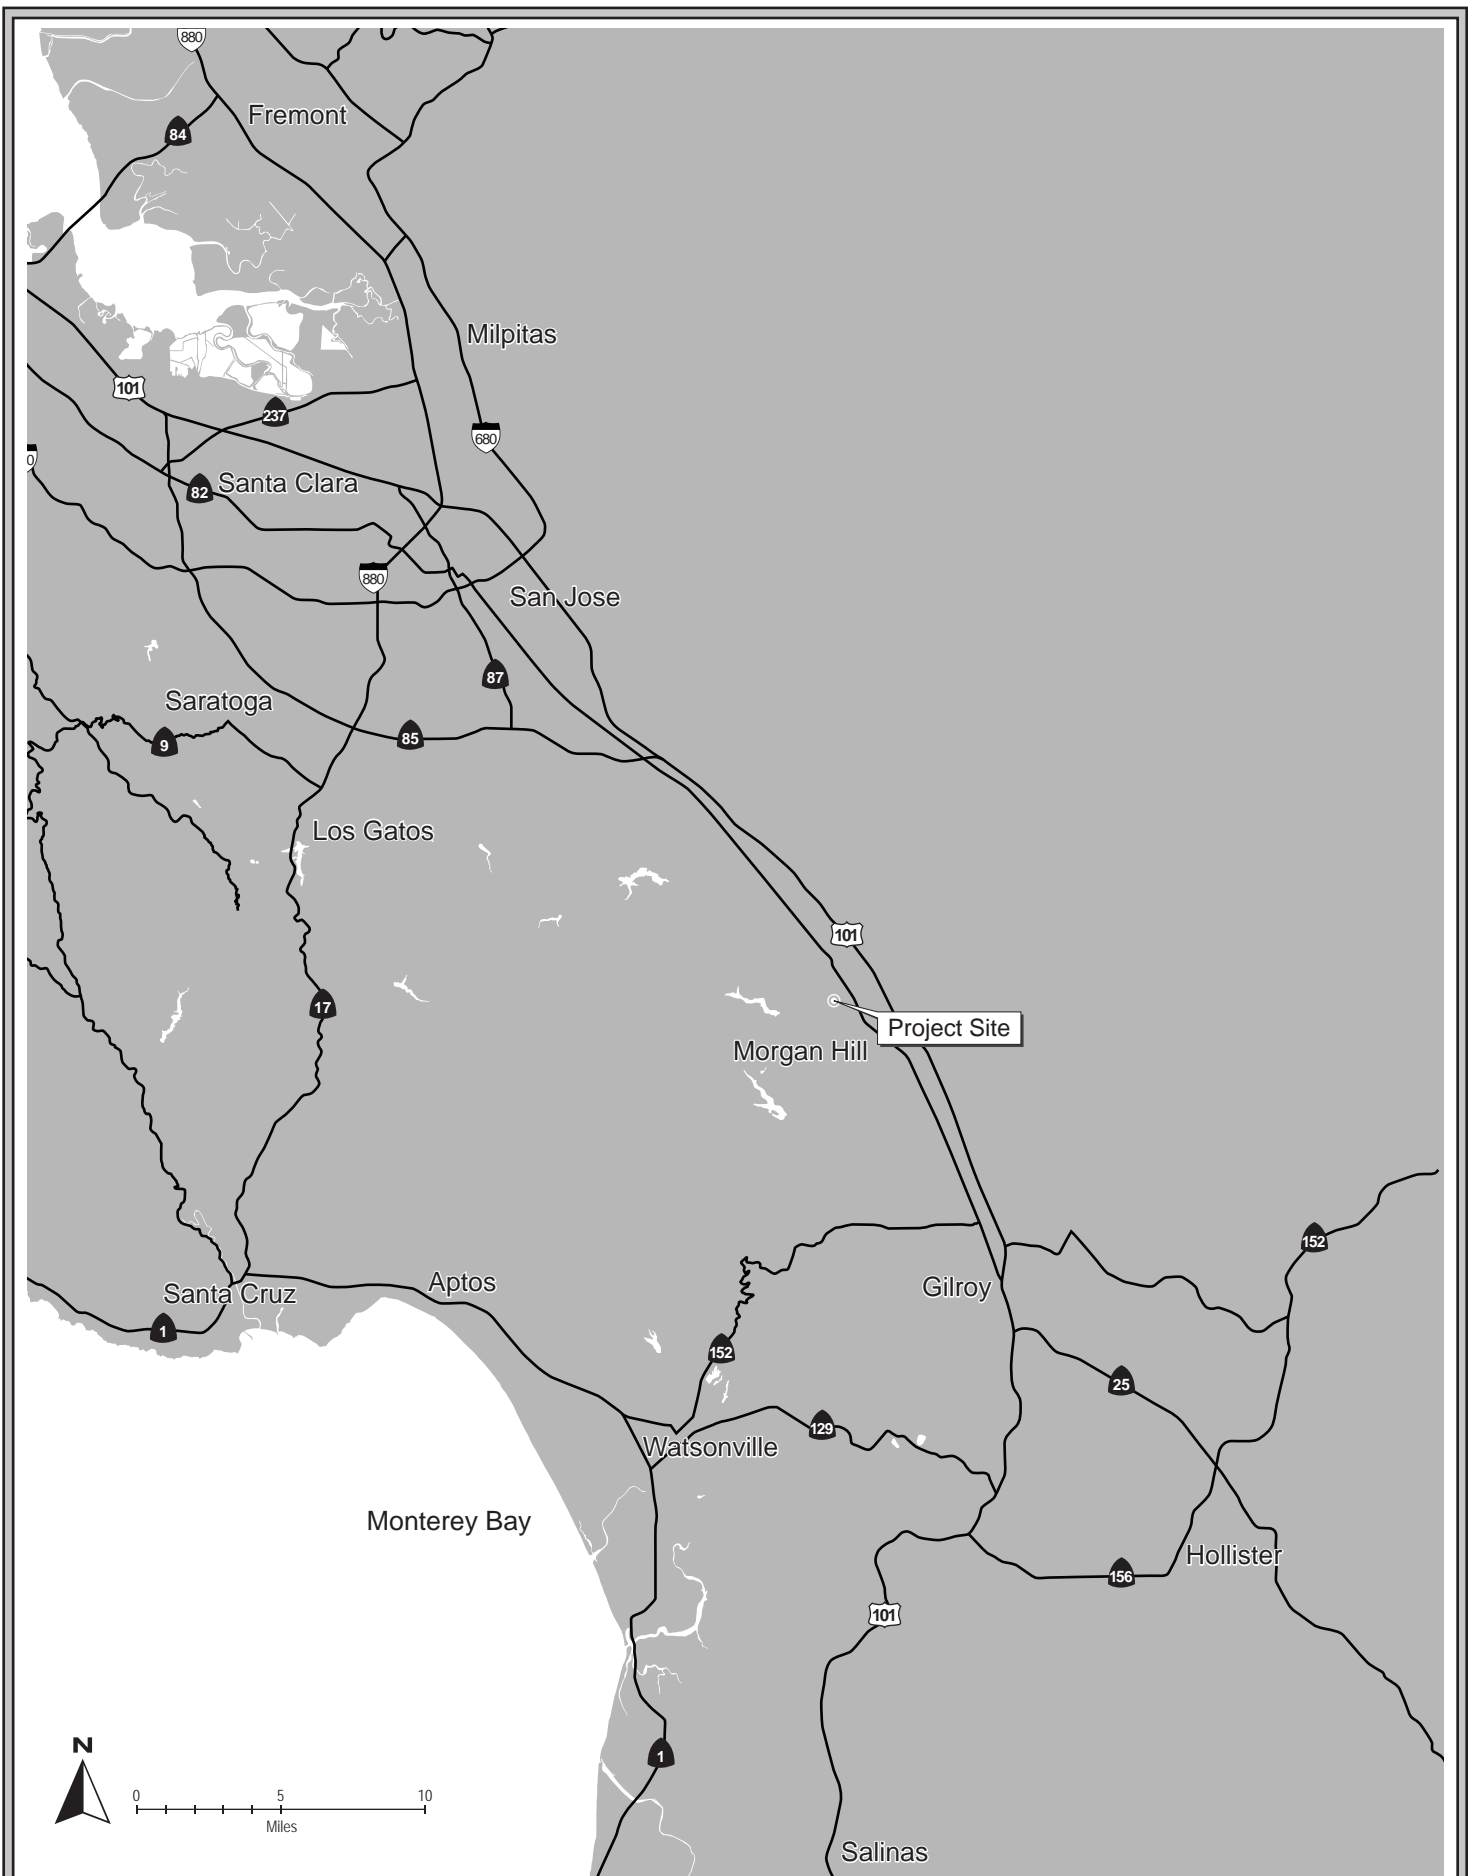 880
Fremont
84
Milpitas
101
237
680
0
Santa Clara
82
880
San Jose
87
Saratoga
85
9
Los Gatos
101
17
Project Site
Morgan Hill
152
Aptos
Gilroy
Santa Cruz
1
152
25
129
Watsonville
Monterey Bay
Hollister
156
101
N
1
0 5 10
Miles
Salinas